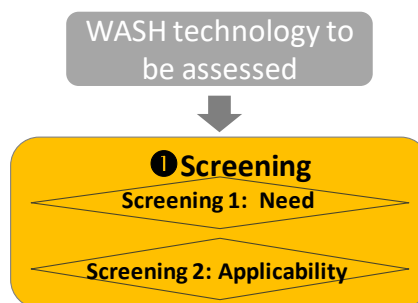 WASH technology to
be assessed
❶Screening
Screening 1: Need
Screening 2: Applicability